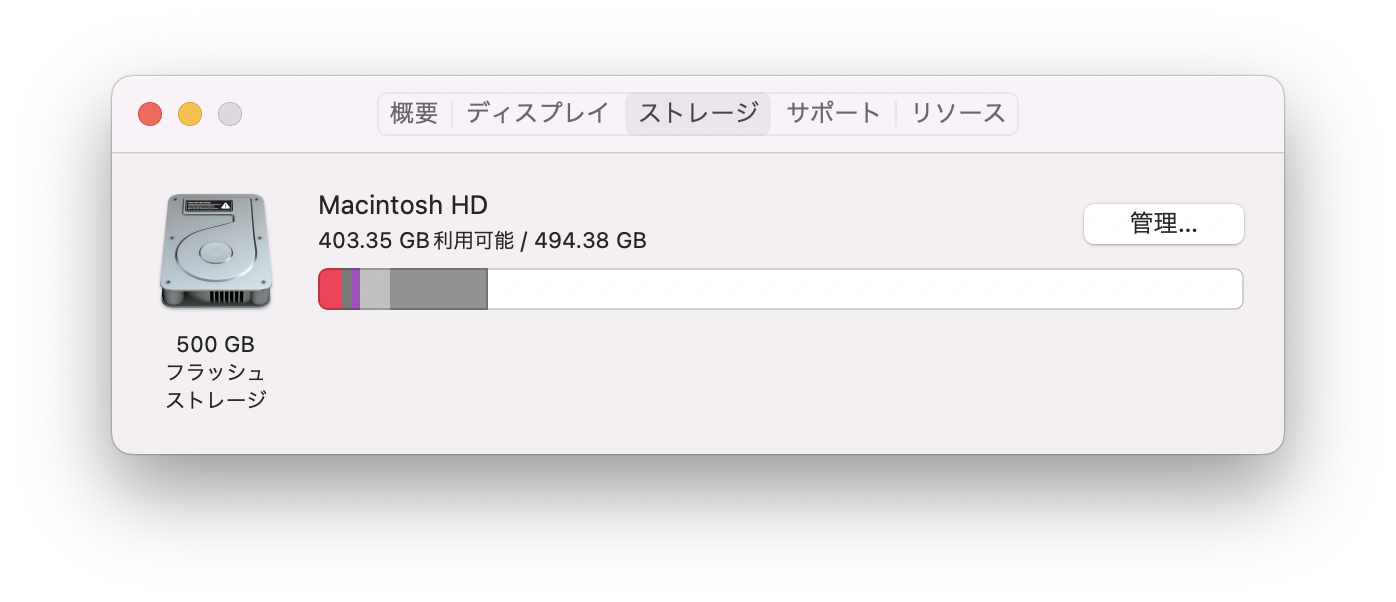 概要 ディスプレイ ストレージ サポート リソース
Macintosh HD
403.35 GB利用可能 / 494.38 GB
管理...
500 GB
フラッシュ
ストレージ